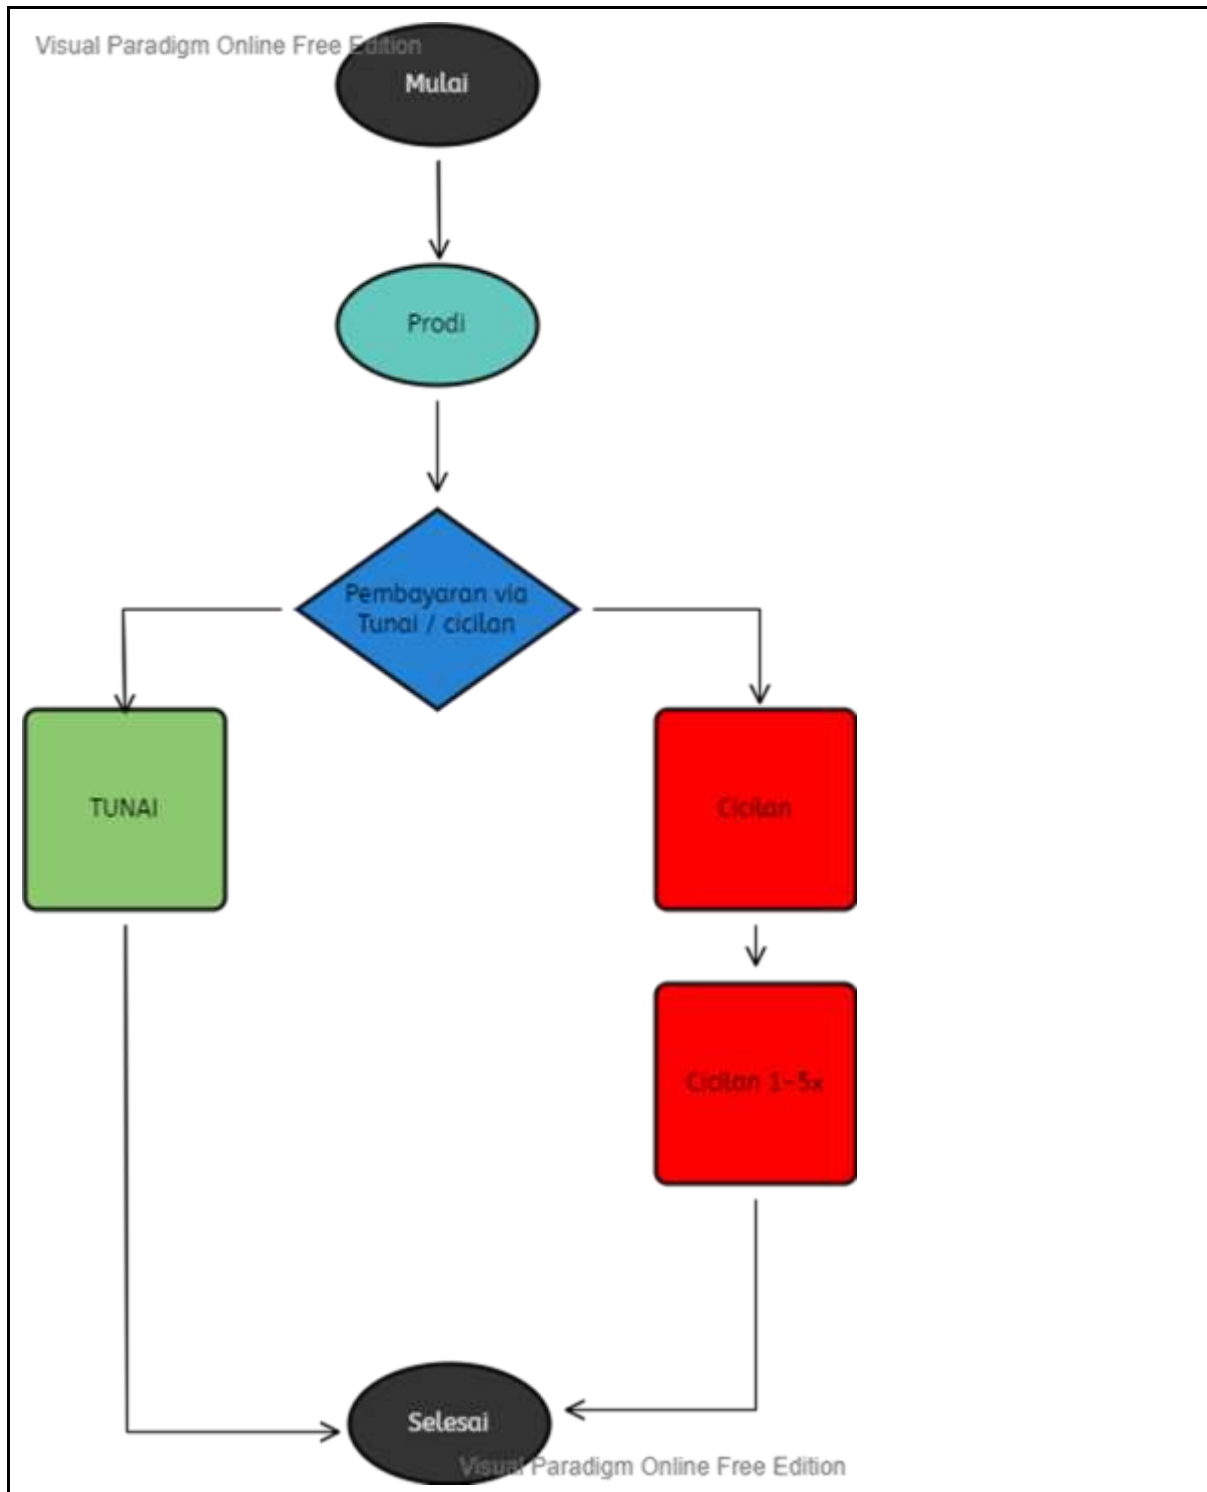 Visual Paradigm Online Free Edition
Mulai
Prodi
Pembayaran via
Tunai / cicilan
TUNAI
Cicilan
Cicilan 1-5x
Selesai
Visual Paradigm Online Free Edition